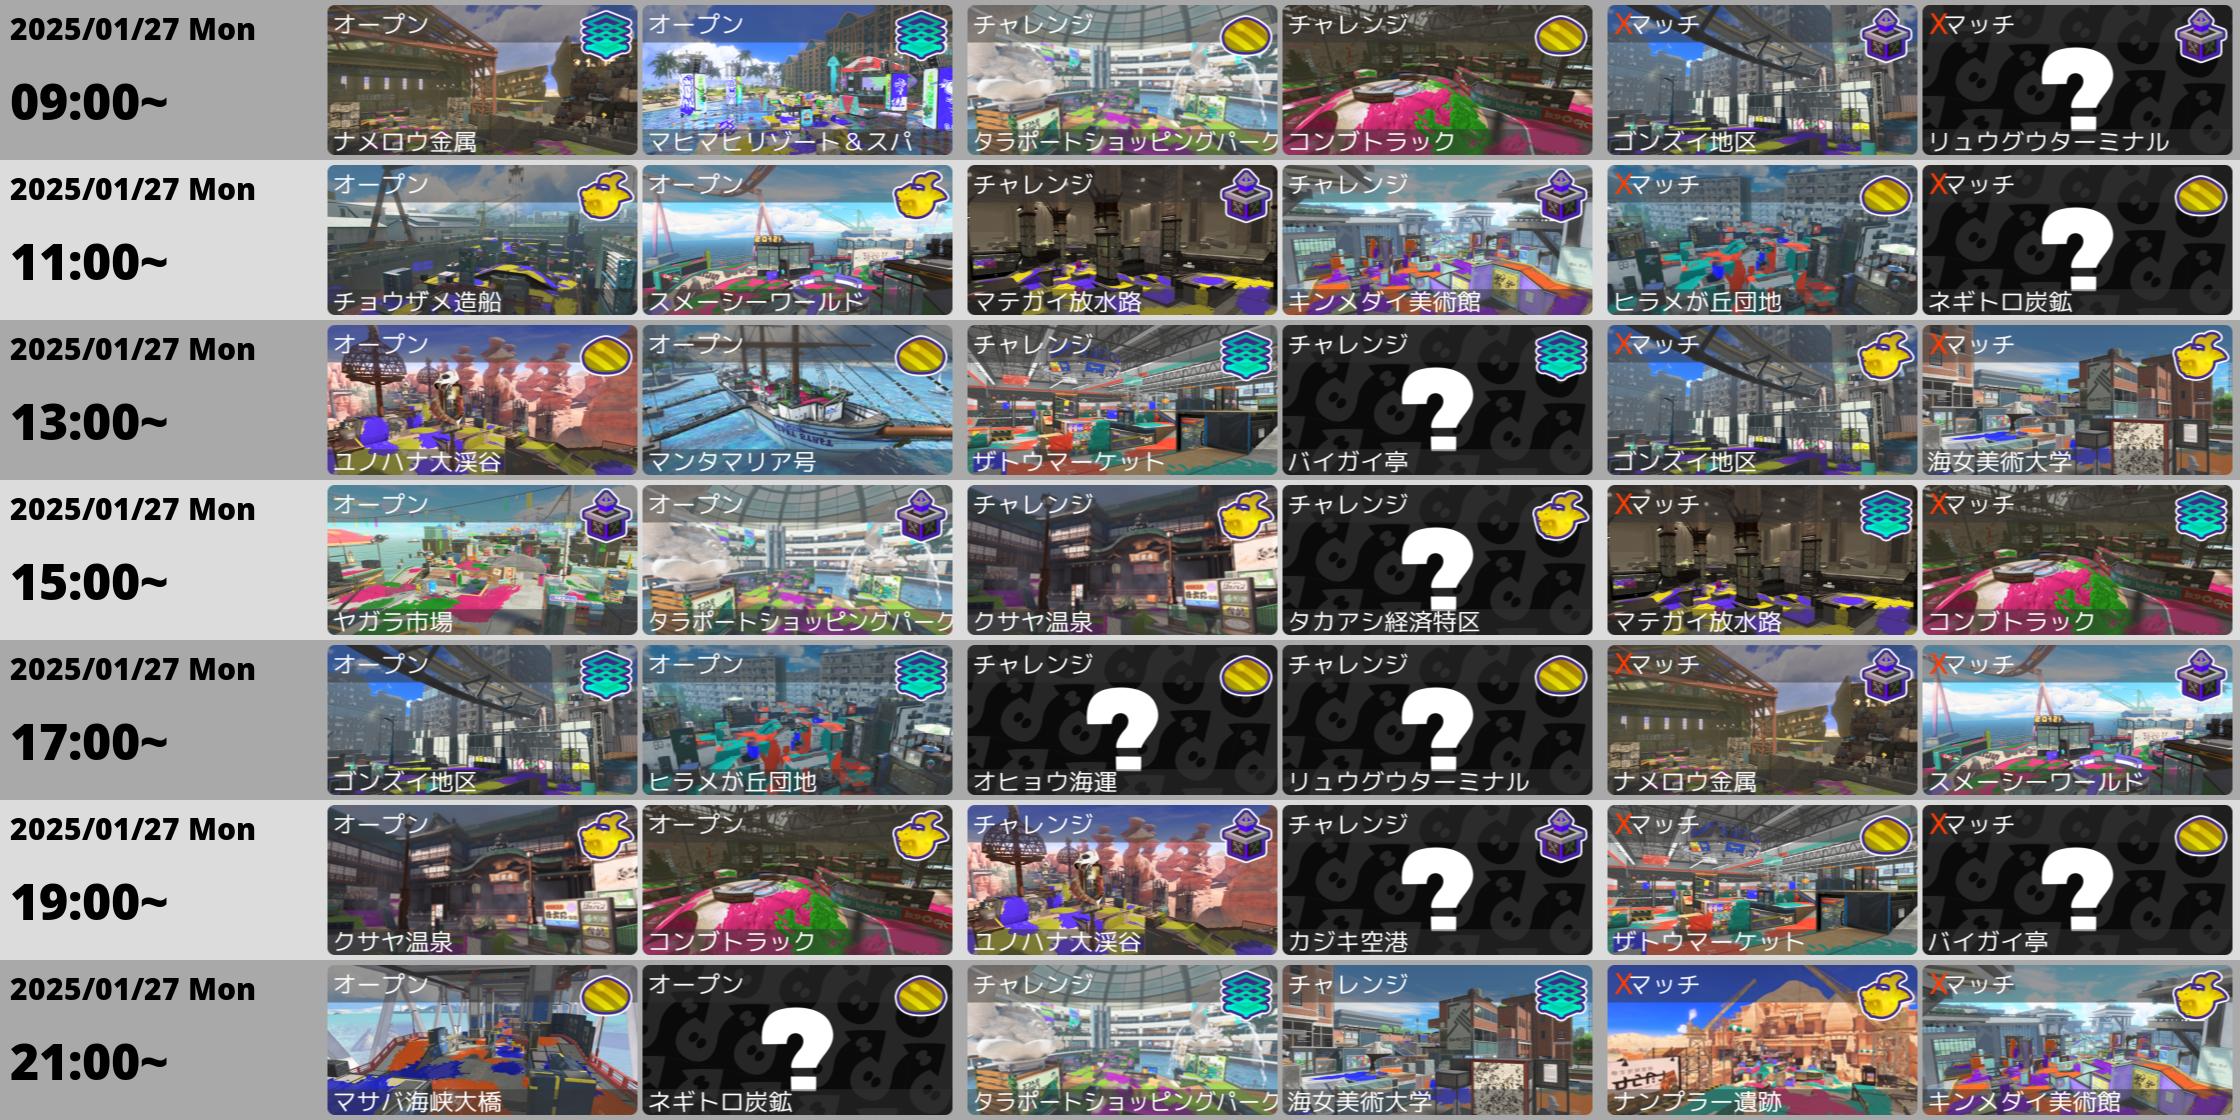 2025/01/27 Mon
09:00~
オープン
ナメロウ金属
オープン
マヒマヒリゾート＆スパ
チャレンジ
タラポートショッピングパーク
チャレンジ
コンブトラック
Xマッチ
ゴンズイ地区
Xマッチ
?
リュウグウターミナル
2025/01/27 Mon
11:00~
オープン
チョウザメ造船
オープン
スメーシーワールド
チャレンジ
マテガイ放水路
チャレンジ
キンメダイ美術館
Xマッチ
ヒラメが丘団地
Xマッチ
?
ネギトロ炭鉱
2025/01/27 Mon
13:00~
オープン
ユノハナ大渓谷
オープン
マンタマリア号
チャレンジ
ザトウマーケット
チャレンジ
?
バイガイ亭
Xマッチ
ゴンズイ地区
Xマッチ
海女美術大学
2025/01/27 Mon
15:00~
オープン
ヤガラ市場
オープン
タラポートショッピングパーク
チャレンジ
クサヤ温泉
チャレンジ
?
タカアシ経済特区
Xマッチ
マテガイ放水路
Xマッチ
コンブトラック
2025/01/27 Mon
17:00~
オープン
ゴンズイ地区
オープン
ヒラメが丘団地
チャレンジ
?
オヒョウ海運
チャレンジ
?
リュウグウターミナル
Xマッチ
ナメロウ金属
Xマッチ
スメーシーワールド
2025/01/27 Mon
19:00~
オープン
クサヤ温泉
オープン
コンブトラック
チャレンジ
ユノハナ大渓谷
チャレンジ
?
カジキ空港
Xマッチ
ザトウマーケット
Xマッチ
?
バイガイ亭
2025/01/27 Mon
21:00~
オープン
マサバ海峡大橋
オープン
?
ネギトロ炭鉱
チャレンジ
タラポートショッピングパーク
チャレンジ
海女美術大学
Xマッチ
ナンプラー遺跡
Xマッチ
キンメダイ美術館